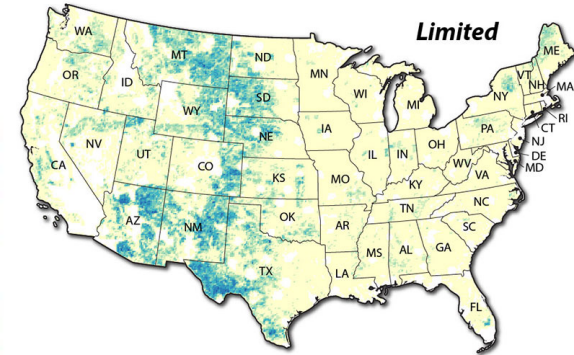 Limited
WA
MT
ND
ME
OR
ID
MN
VT
NH
MA
SD
WI
NY
WY
MI
RI
CT
NE
IA
PA
NJ
NV
OH
DE
UT
IL
IN
MD
CA
CO
WV
VA
KS
MO
KY
NC
TN
AZ
NM
OK
AR
SC
MS
AL
GA
TX
LA
FL